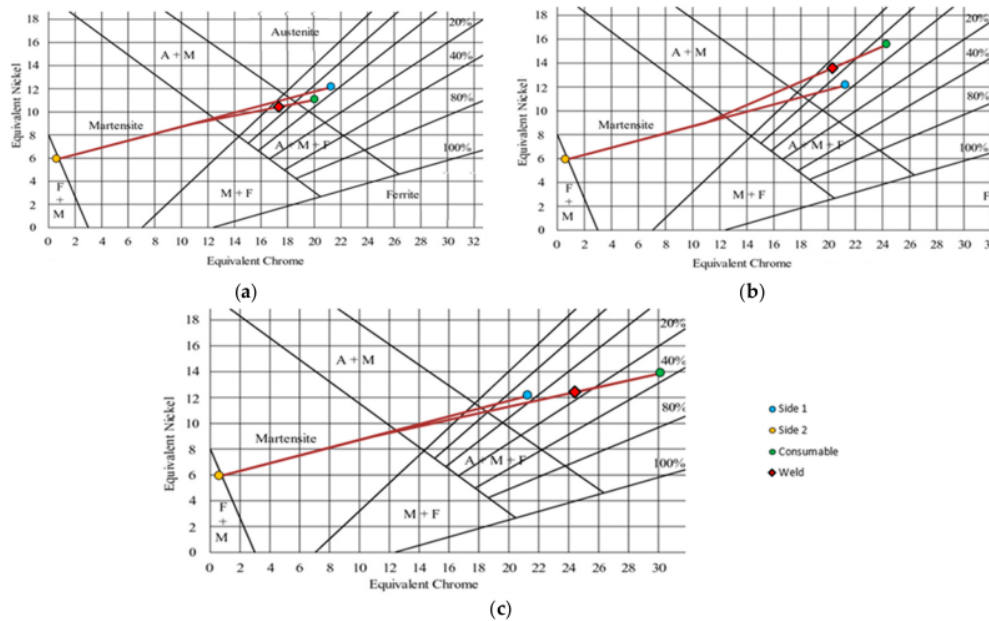 Equivalent Nickel
18
16
14
12
10
8
6
4
2
0
A + M
Austenite
20%
40%
80%
100%
Martensite
A + M + F
M + F
Ferrite
F
+
M
0 2 4 6 8 10 12 14 16 18 20 22 24 26 28 30 32
Equivalent Chrome
(a)
Equivalent Nickel
18
16
14
12
10
8
6
4
2
0
A + M
20%
40%
80%
100%
Martensite
A + M + F
M + F
F
F
+
M
0 2 4 6 8 10 12 14 16 18 20 22 24 26 28 30 32
Equivalent Chrome
(b)
Equivalent Nickel
18
16
14
12
10
8
6
4
2
0
A + M
20%
40%
80%
100%
Martensite
A + M + F
M + F
F
+
M
0 2 4 6 8 10 12 14 16 18 20 22 24 26 28 30
Equivalent Chrome
(c)
Side 1
Side 2
Consumable
Weld